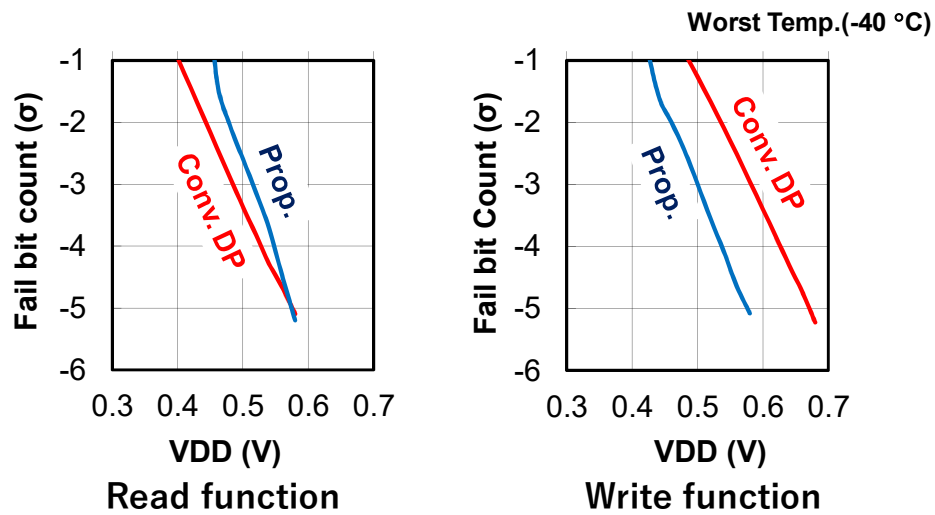 Worst Temp.(-40 °C)
Fail bit count (σ)
-1
-2
-3
-4
-5
-6
Conv. DP
Prop.
0.3 0.4 0.5 0.6 0.7
VDD (V)
Read function
Fail bit Count (σ)
-1
-2
-3
-4
-5
-6
Prop.
Conv. DP
0.3 0.4 0.5 0.6 0.7
VDD (V)
Write function